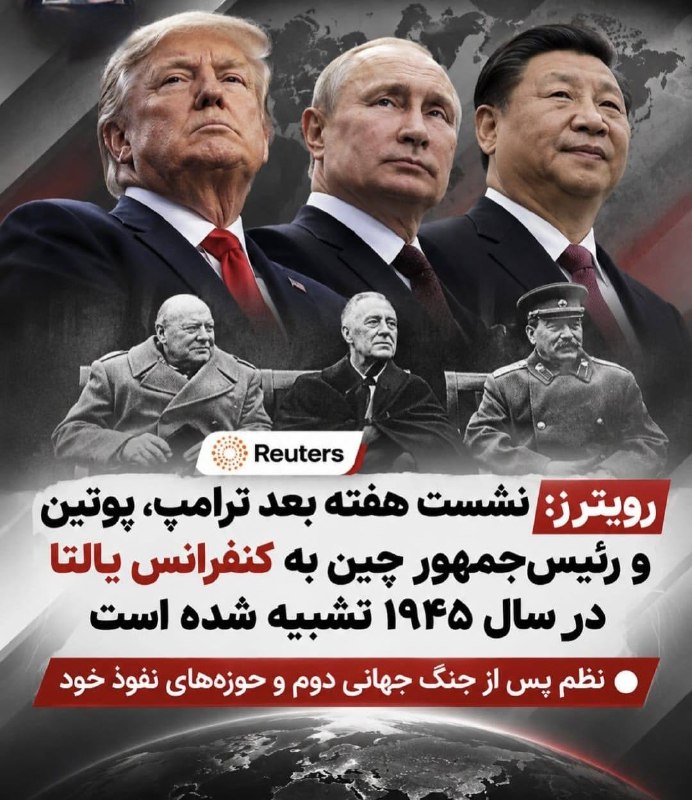 Reuters
رویترز: نشست هفته بعد ترامپ، پوتین
و رئیس‌جمهور چین به کنفرانس یالتا
در سال ۱۹۴۵ تشبیه شده است
● نظم پس از جنگ جهانی دوم و حوزه‌های نفوذ خود